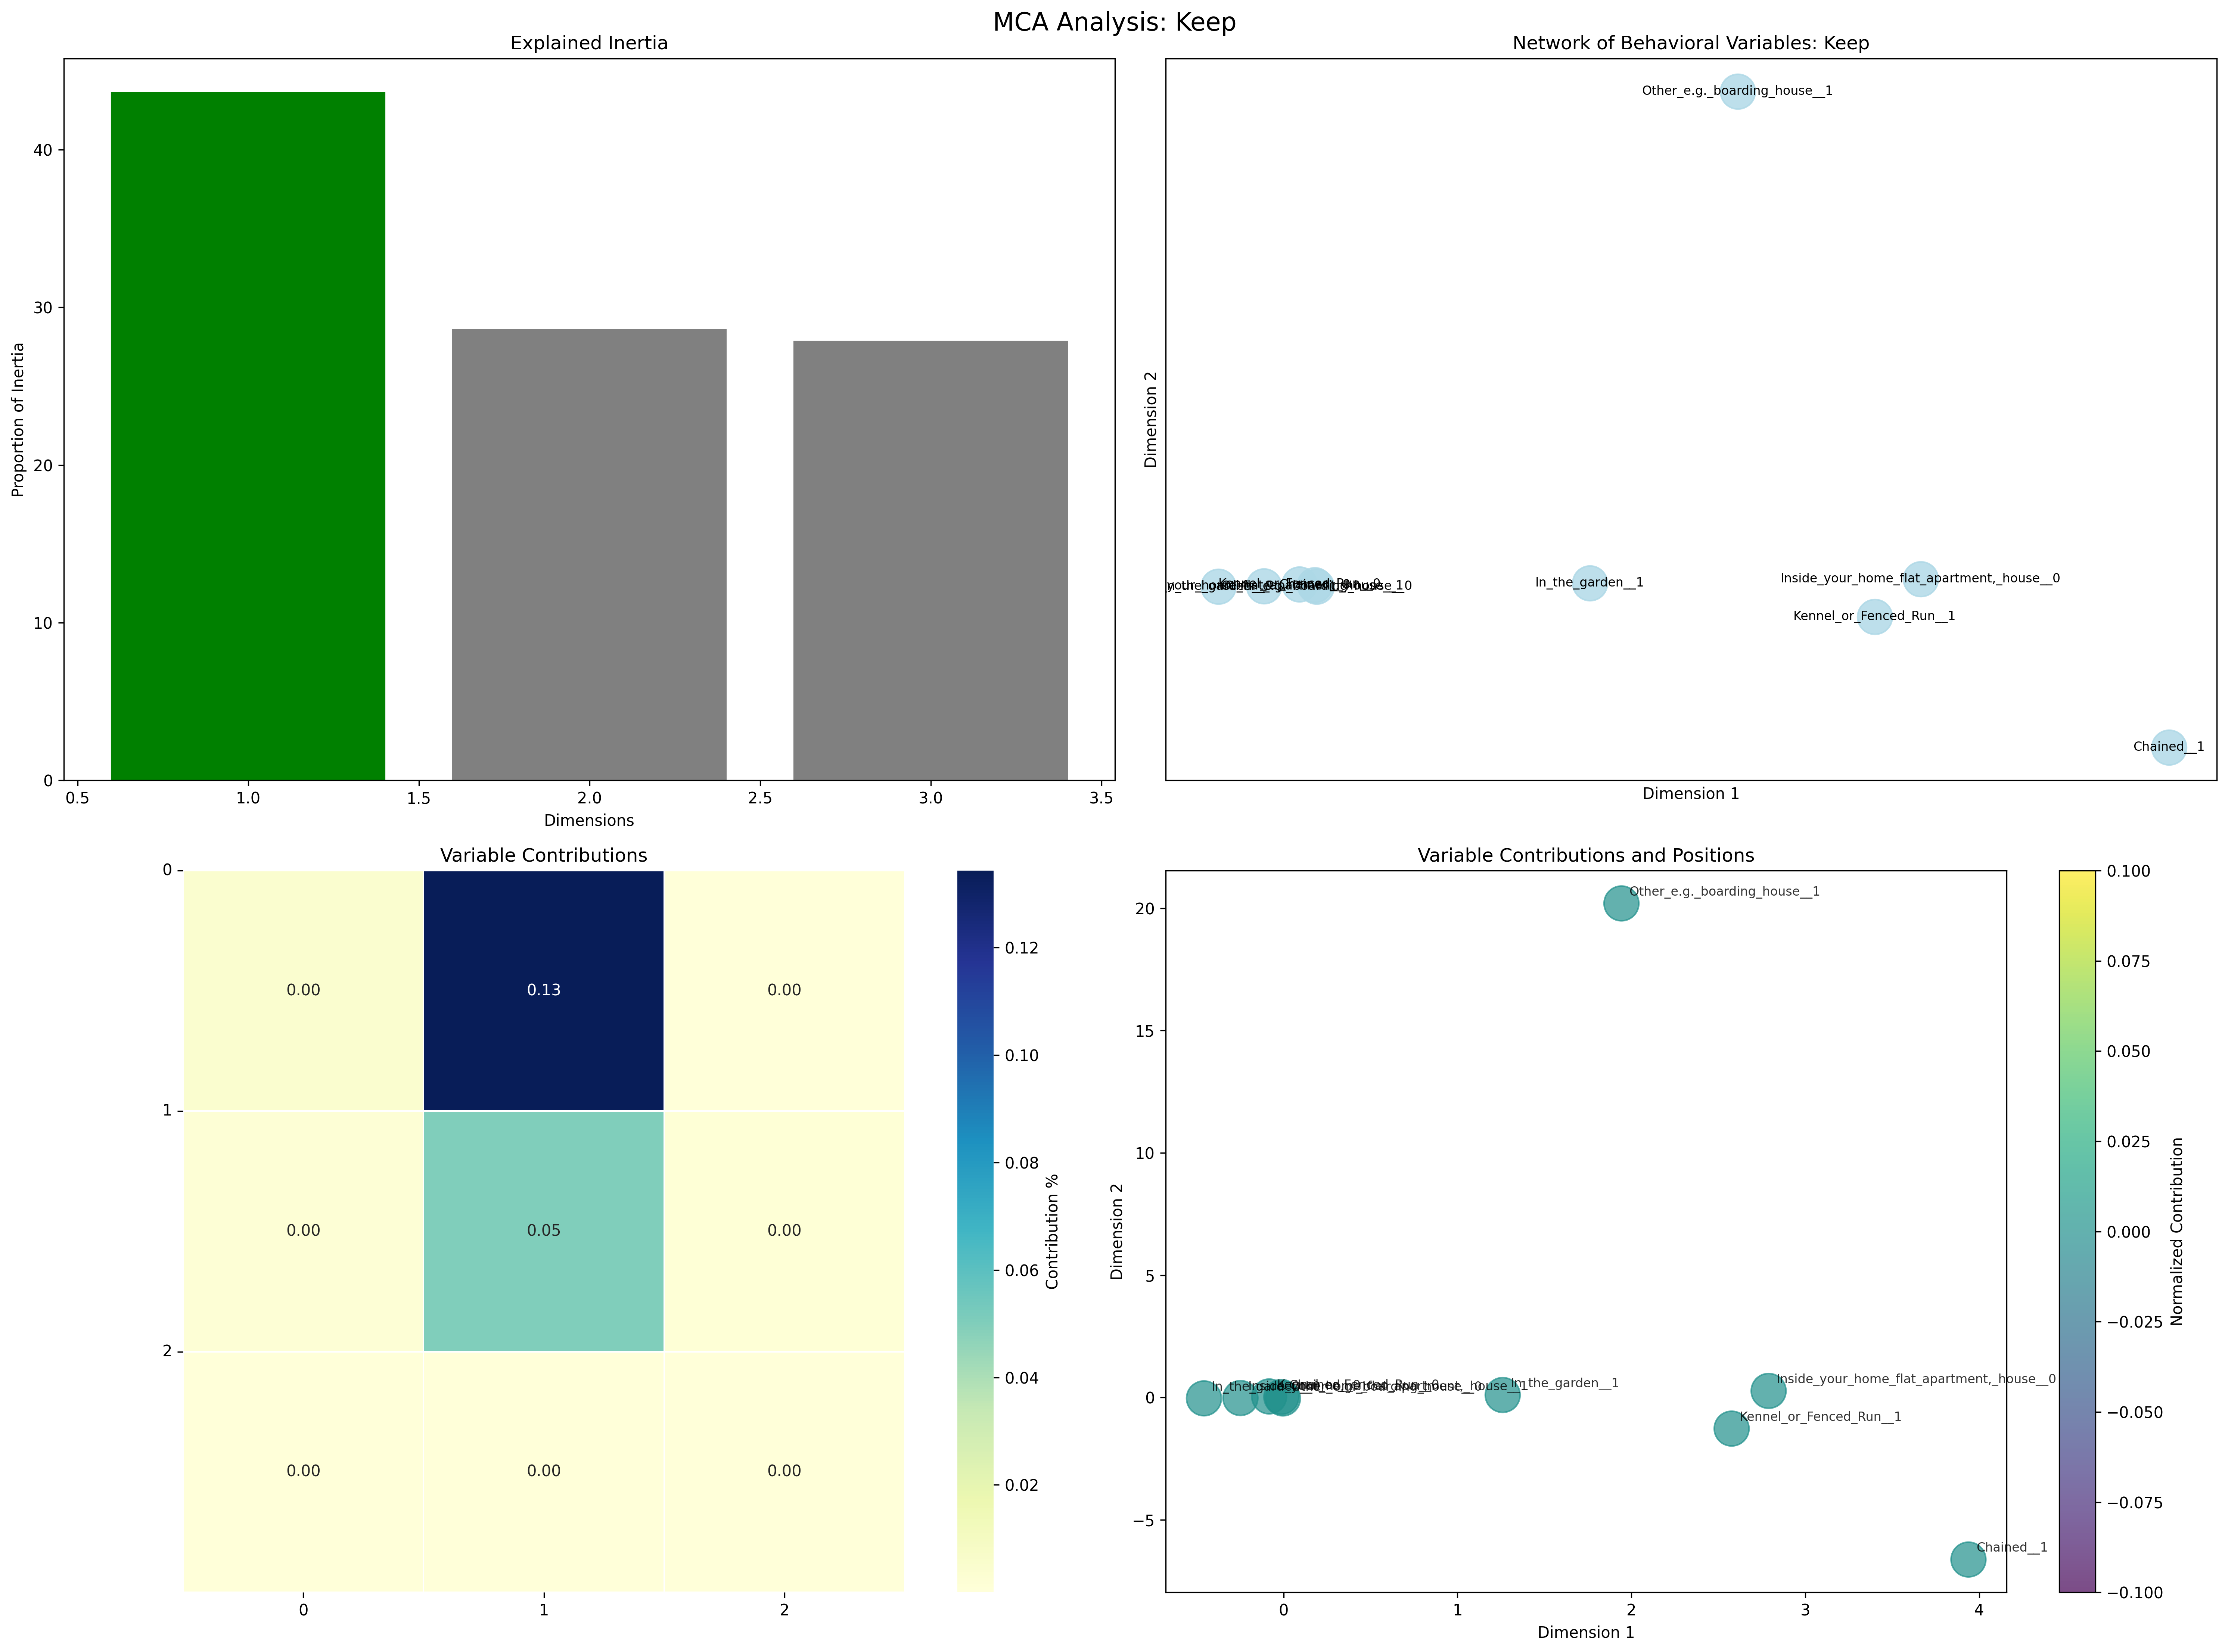 MCA Analysis: Keep
Explained Inertia
Proportion of Inertia
40
30
20
10
0
0.5
1.0
1.5
2.0
2.5
3.0
3.5
Dimensions
Network of Behavioral Variables: Keep
Dimension 2
Other_e.g._boarding_house__1
In_the_garden__1
Inside_your_home_flat_apartment,_house__0
Kennel_or_Fenced_Run__1
Chained__1
Kennel_or_Fenced_Run__0
Dimension 1
Variable Contributions
0
1
2
0.00
0.13
0.00
0.00
0.05
0.00
0.00
0.00
0.00
0
1
2
0.12
0.10
0.08
0.06
0.04
0.02
Contribution %
Variable Contributions and Positions
Dimension 2
20
15
10
5
0
−5
Other_e.g._boarding_house__1
In_the_garden__1
Inside_your_home_flat_apartment,_house__0
Kennel_or_Fenced_Run__1
Chained__1
0
1
2
3
4
Dimension 1
0.100
0.075
0.050
0.025
0.000
−0.025
−0.050
−0.075
−0.100
Normalized Contribution